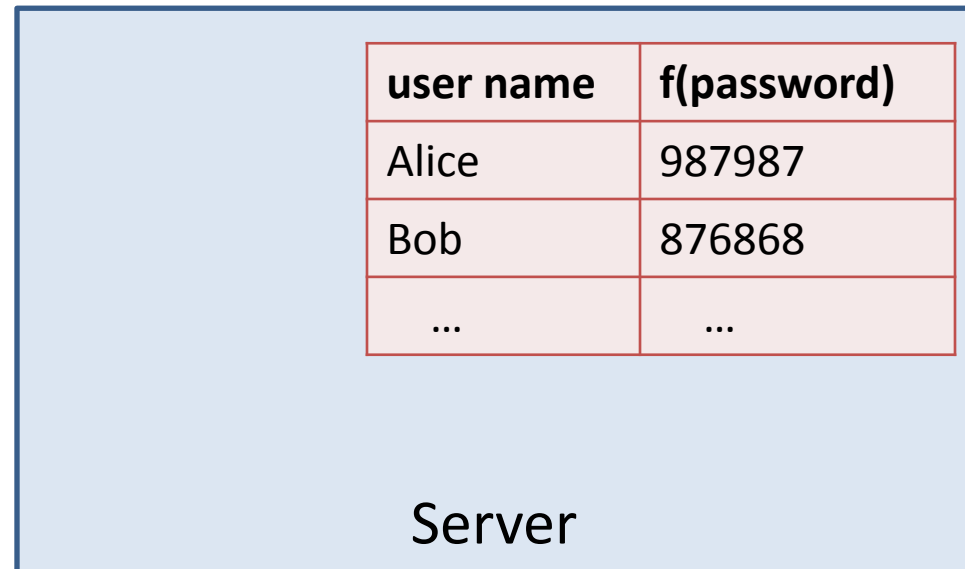 user name f(password)
Alice 987987
Bob 876868
... ...
Server